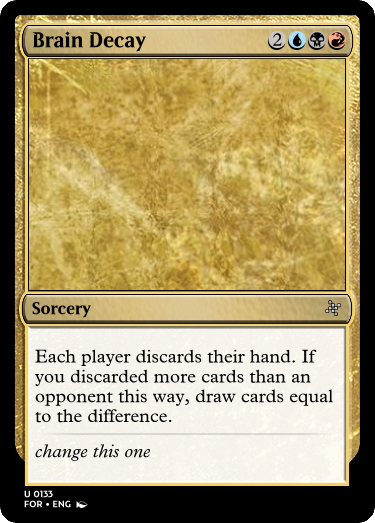 Brain Decay 2
Sorcery
Each player discards their hand. If
you discarded more cards than an
opponent this way, draw cards equal
to the difference.
change this one
U 0133
FOR • ENG